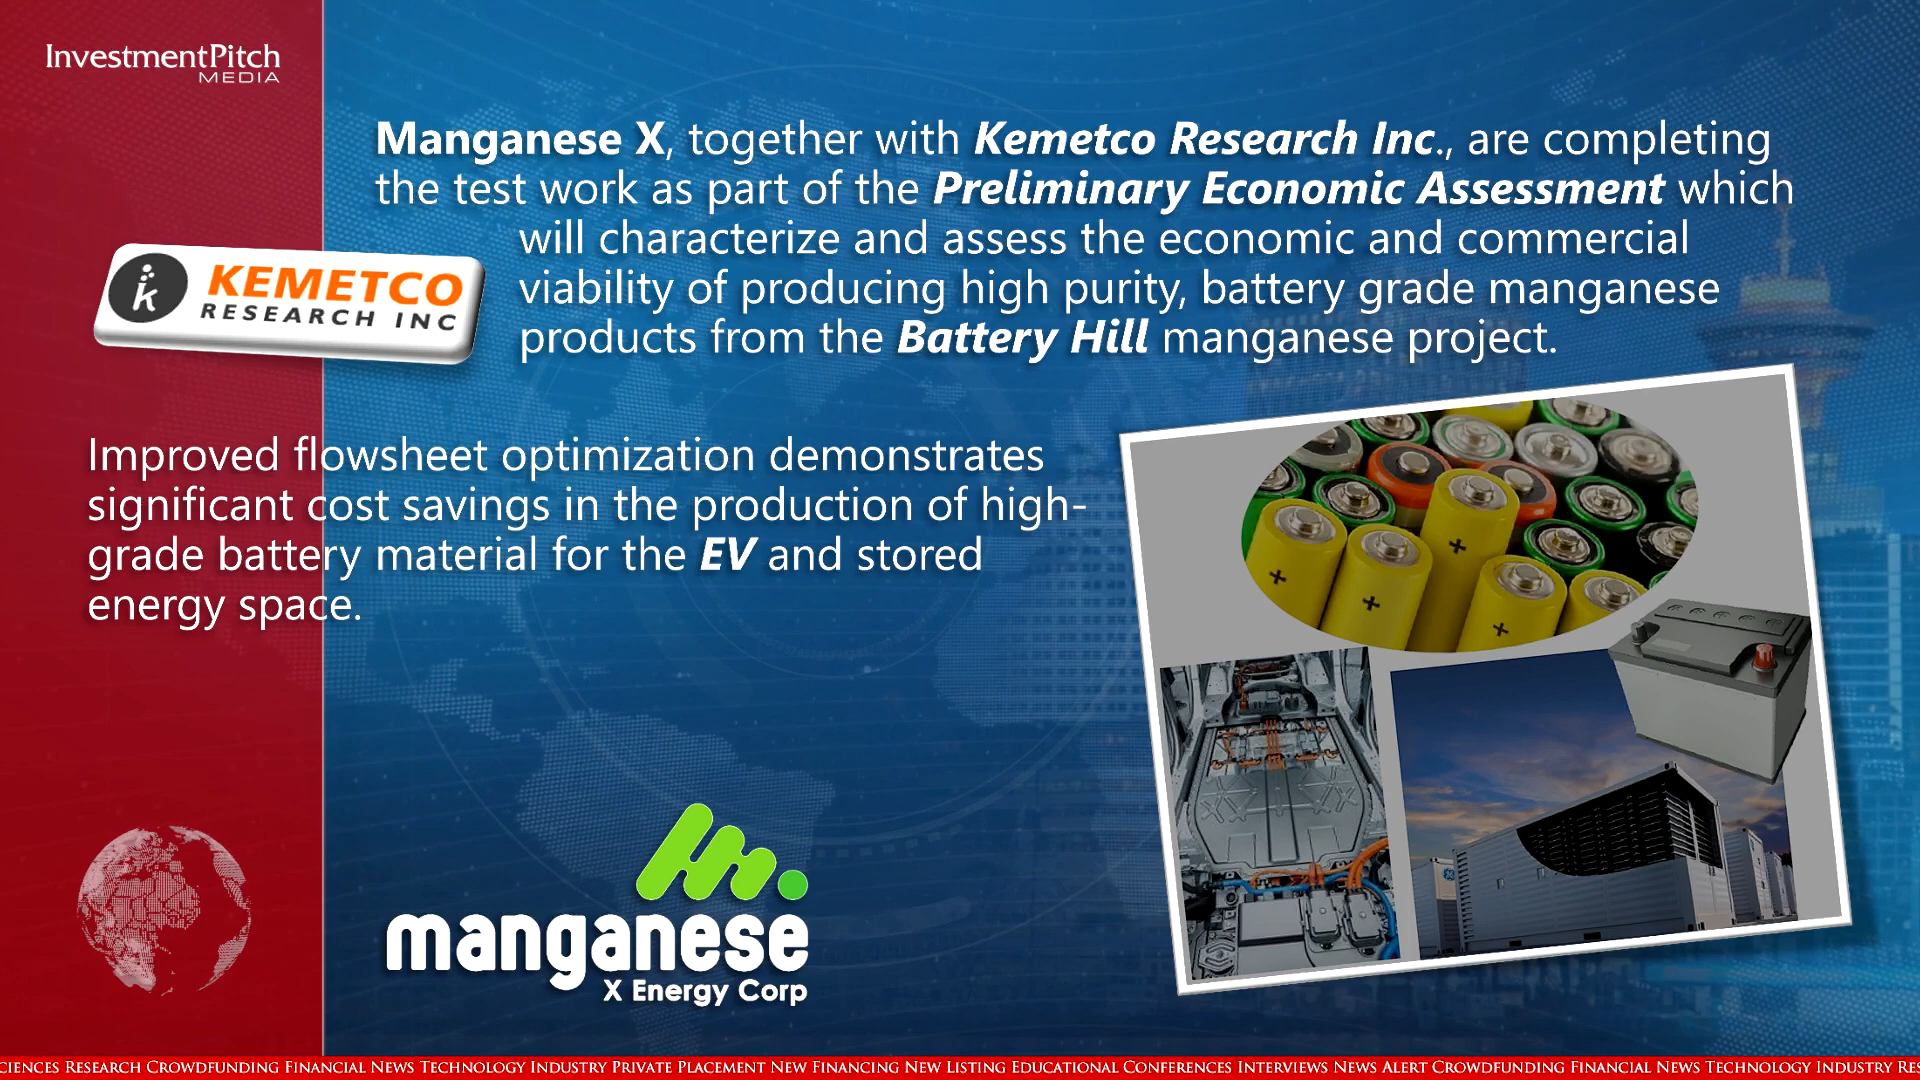 InvestmentPitch
MEDIA
Manganese X, together with Kemetco Research Inc., are completing
the test work as part of the Preliminary Economic Assessment which
will characterize and assess the economic and commercial
viability of producing high purity, battery grade manganese
products from the Battery Hill manganese project.
k
KEMETCO
RESEARCH INC
Improved flowsheet optimization demonstrates
significant cost savings in the production of high-
grade battery material for the EV and stored
energy space.
+
+
+
+
manganese
X Energy Corp
CIENCES RESEARCH CROWDFUNDING FINANCIAL NEWS TECHNOLOGY INDUSTRY PRIVATE PLACEMENT NEW FINANCING NEW LISTING EDUCATIONAL CONFERENCES INTERVIEWS NEWS ALERT CROWDFUNDING FINANCIAL NEWS TECHNOLOGY INDUSTRY RES